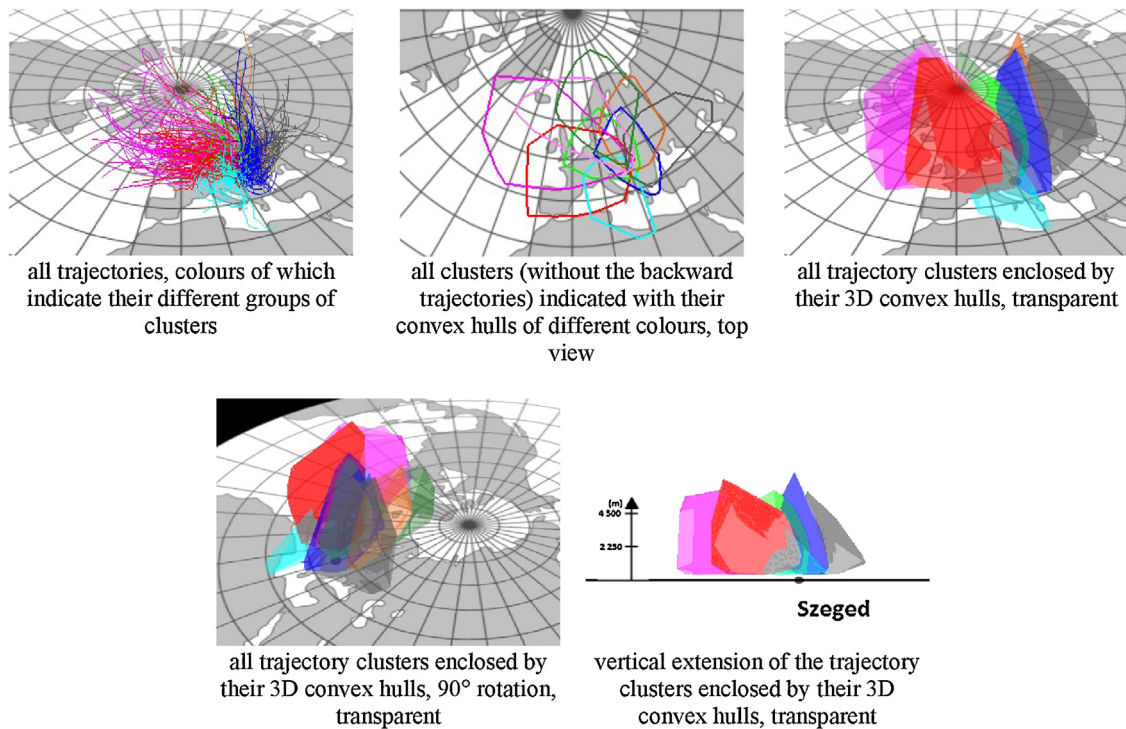 all trajectories, colours of which
indicate their different groups of
clusters
all clusters (without the backward
trajectories) indicated with their
convex hulls of different colours, top
view
all trajectory clusters enclosed by
their 3D convex hulls, transparent
all trajectory clusters enclosed by
their 3D convex hulls, 90° rotation,
transparent
(m)
4 500
2 250
Szeged
vertical extension of the trajectory
clusters enclosed by their 3D
convex hulls, transparent